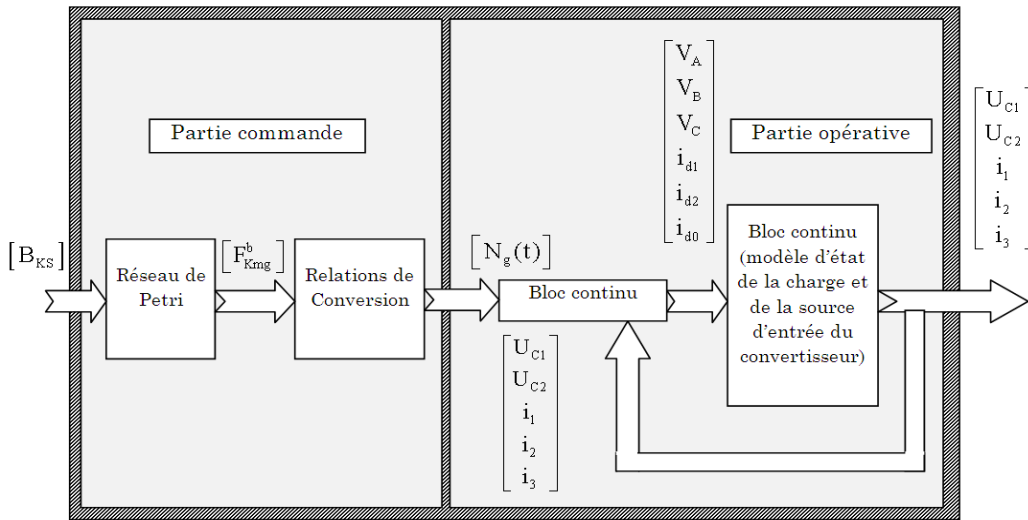 Partie commande
Partie opérative
[B_KS]
Réseau de
Petri
[F^b_Kmg]
Relations de
Conversion
[N_g(t)]
Bloc continu
U_C1
U_C2
i_1
i_2
i_3
V_A
V_B
V_C
i_d1
i_d2
i_d0
Bloc continu
(modèle d'état
de la charge et
de la source
d'entrée du
convertisseur)
U_C1
U_C2
i_1
i_2
i_3